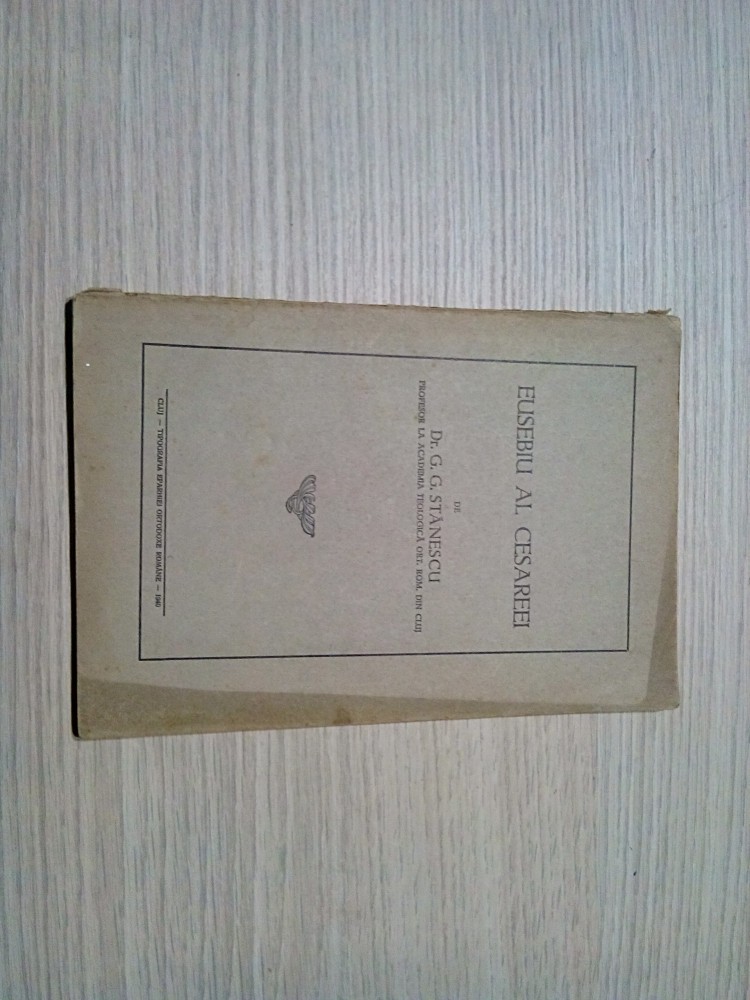 EUSEBIU AL CESAREEI
DE
Dr. G. G. STĂNESCU
PROFESOR LA ACADEMIA TEOLOGICĂ ORT. ROM. DIN CLUJ
CLUJ — TIPOGRAFIA EPARHIEI ORTODOXE ROMÂNE — 1940